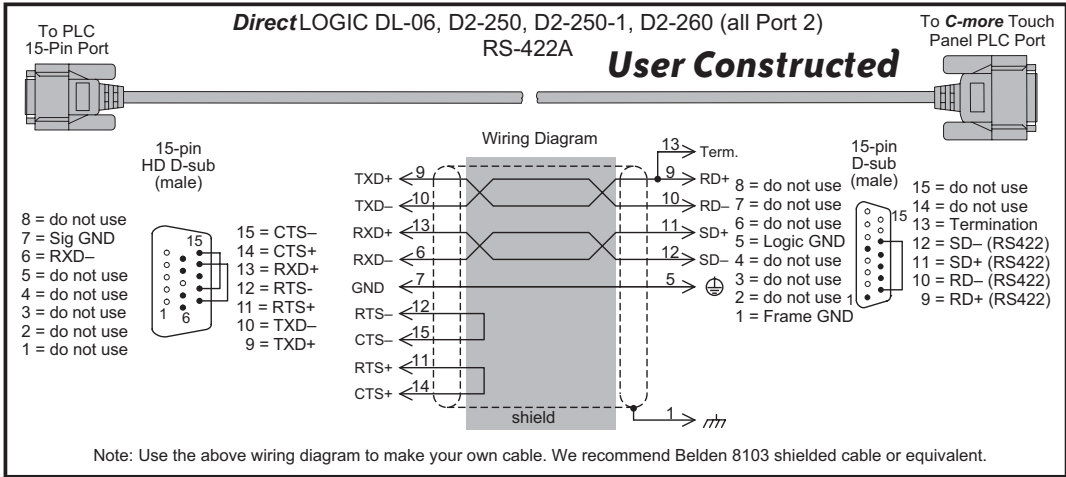 To PLC
15-Pin Port
DirectLOGIC DL-06, D2-250, D2-250-1, D2-260 (all Port 2)
RS-422A
User Constructed
To C-more Touch
Panel PLC Port
15-pin
HD D-sub
(male)
8 = do not use
7 = Sig GND
6 = RXD–
5 = do not use
4 = do not use
3 = do not use
2 = do not use
1 = do not use
15
1
6
15 = CTS–
14 = CTS+
13 = RXD+
12 = RTS-
11 = RTS+
10 = TXD–
9 = TXD+
Wiring Diagram
13 Term.
TXD+ 9 9 RD+
TXD– 10 10 RD–
RXD+ 13 11 SD+
RXD– 6 12 SD–
GND 7 5
RTS– 12
CTS– 15
RTS+ 11
CTS+ 14
shield
1
15-pin
D-sub
(male)
8 = do not use
7 = do not use
6 = do not use
5 = Logic GND
4 = do not use
3 = do not use
2 = do not use
1 = Frame GND
15
1
15 = do not use
14 = do not use
13 = Termination
12 = SD– (RS422)
11 = SD+ (RS422)
10 = RD– (RS422)
9 = RD+ (RS422)
Note: Use the above wiring diagram to make your own cable. We recommend Belden 8103 shielded cable or equivalent.